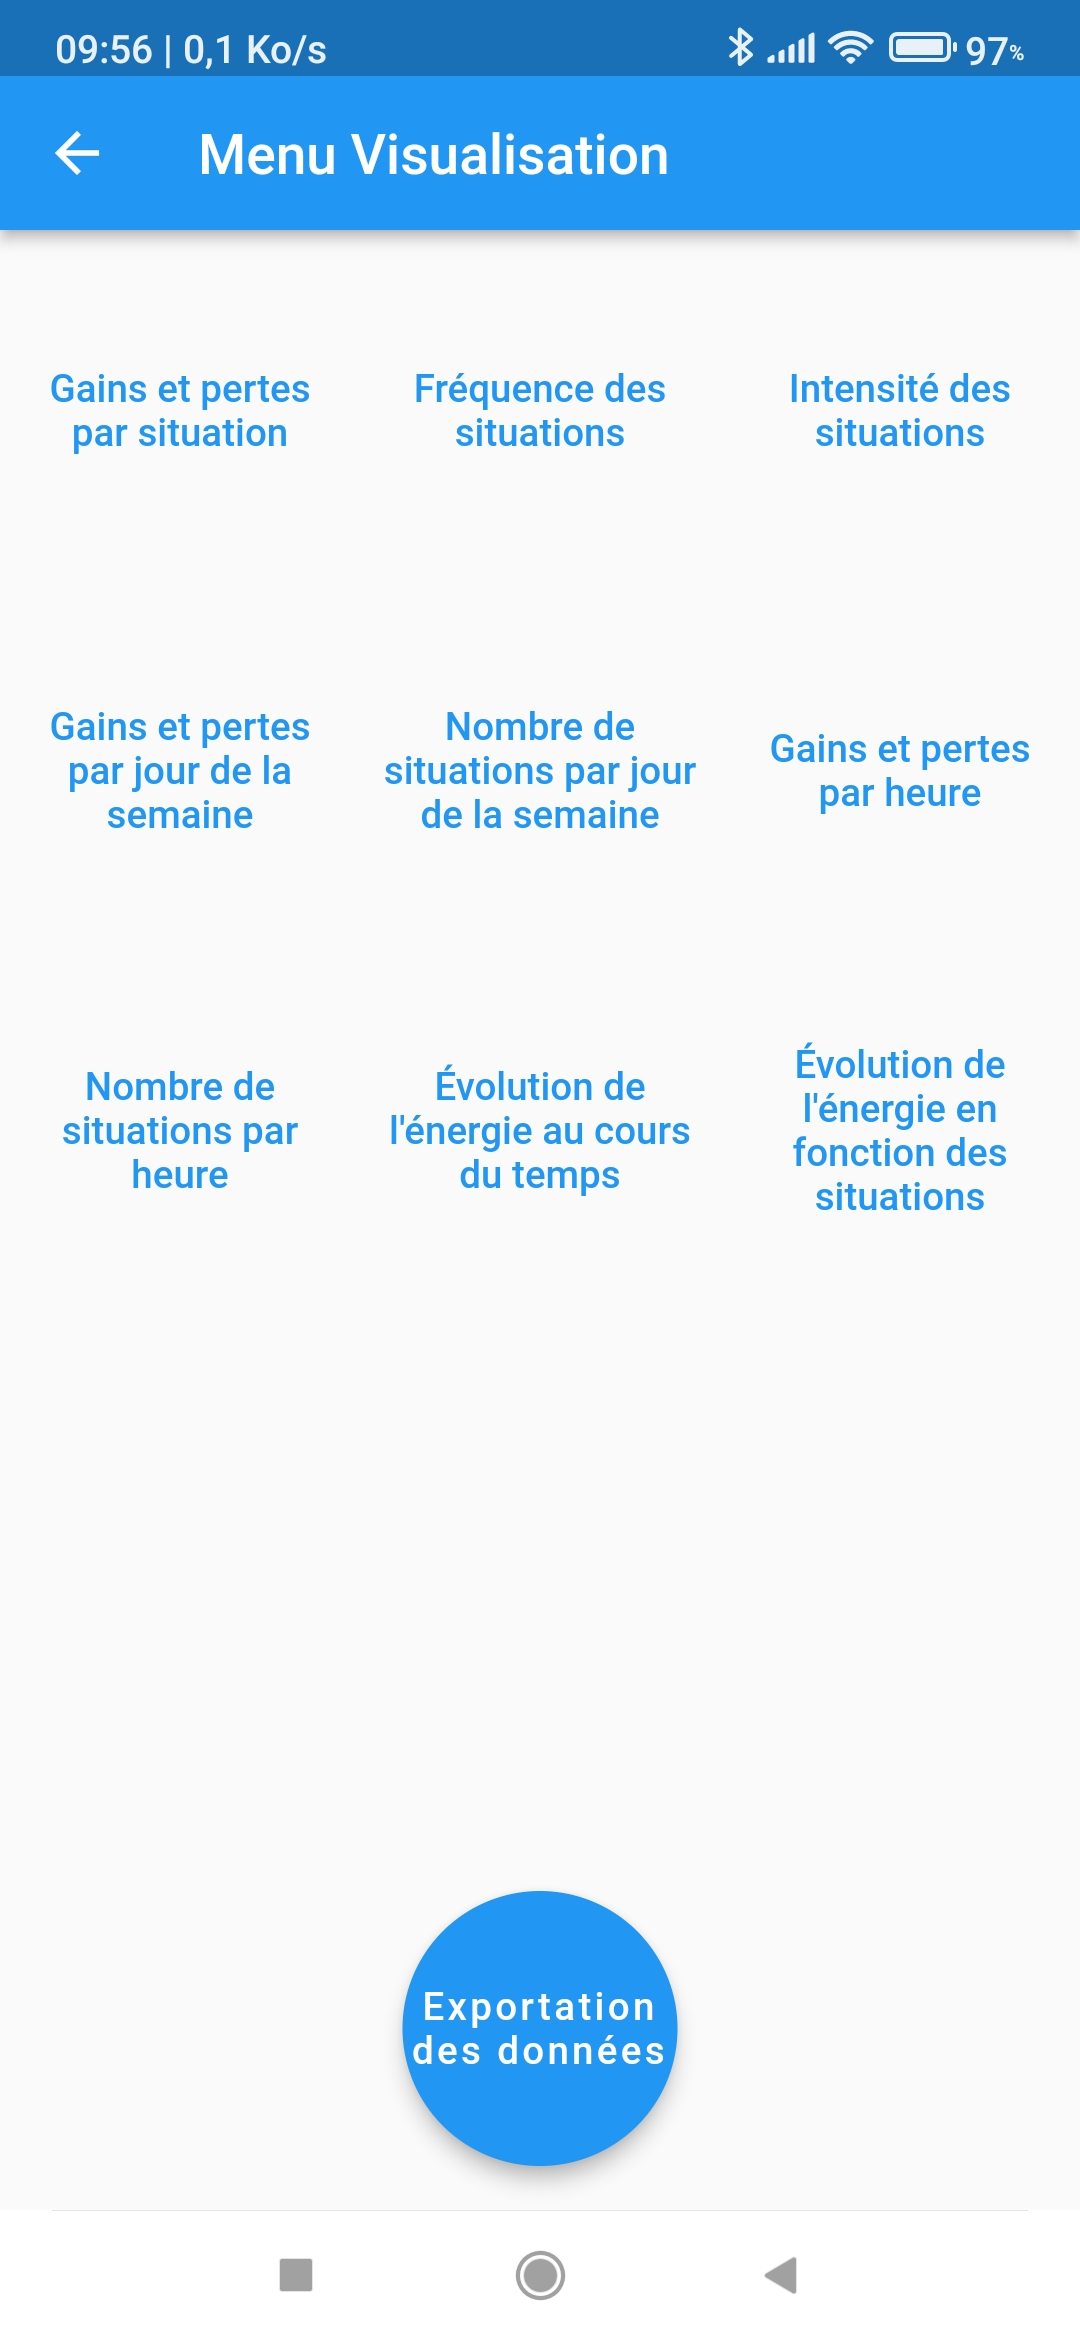 09:56 | 0,1 Ko/s 97%
Menu Visualisation
Gains et pertes
par situation
Fréquence des
situations
Intensité des
situations
Gains et pertes
par jour de la
semaine
Nombre de
situations par jour
de la semaine
Gains et pertes
par heure
Nombre de
situations par
heure
Évolution de
l'énergie au cours
du temps
Évolution de
l'énergie en
fonction des
situations
Exportation
des données